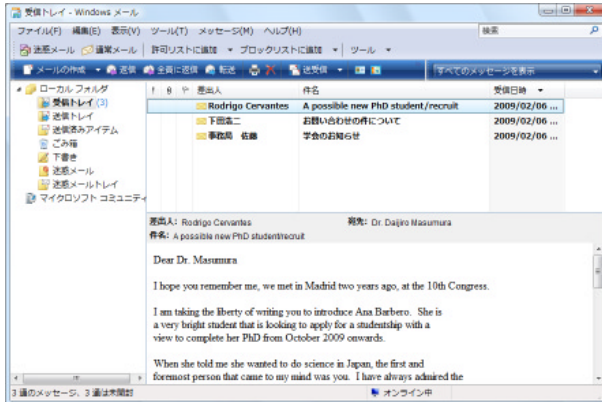 受信トレイ - Windows メール
ファイル(F) 編集(E) 表示(V) ツール(T) メッセージ(M) ヘルプ(H)
検索
迷惑メール 通常メール 許可リストに追加 ブロックリストに追加 ツール
メールの作成 返信 全員に返信 転送 送受信 すべてのメッセージを表示
ローカル フォルダ
受信トレイ (3)
送信トレイ
送信済みアイテム
ごみ箱
下書き
迷惑メール
迷惑メールトレイ
マイクロソフト コミュニティ
! 差出人 件名 受信日時
Rodrigo Cervantes A possible new PhD student/recruit 2009/02/06 ...
下田浩二 お問い合わせの件について 2009/02/06 ...
事務局 佐藤 学会のお知らせ 2009/02/06 ...
差出人: Rodrigo Cervantes 宛先: Dr. Daijiro Masumura
件名: A possible new PhD student/recruit
Dear Dr. Masumura
I hope you remember me, we met in Madrid two years ago, at the 10th Congress.
I am taking the liberty of writing you to introduce Ana Barbero. She is
a very bright student that is looking to apply for a studentship with a
view to complete her PhD from October 2009 onwards.
When she told me she wanted to do science in Japan, the first and
foremost person that came to my mind was you. I have always admired the
3 通のメッセージ、3 通は未開封
オンライン中